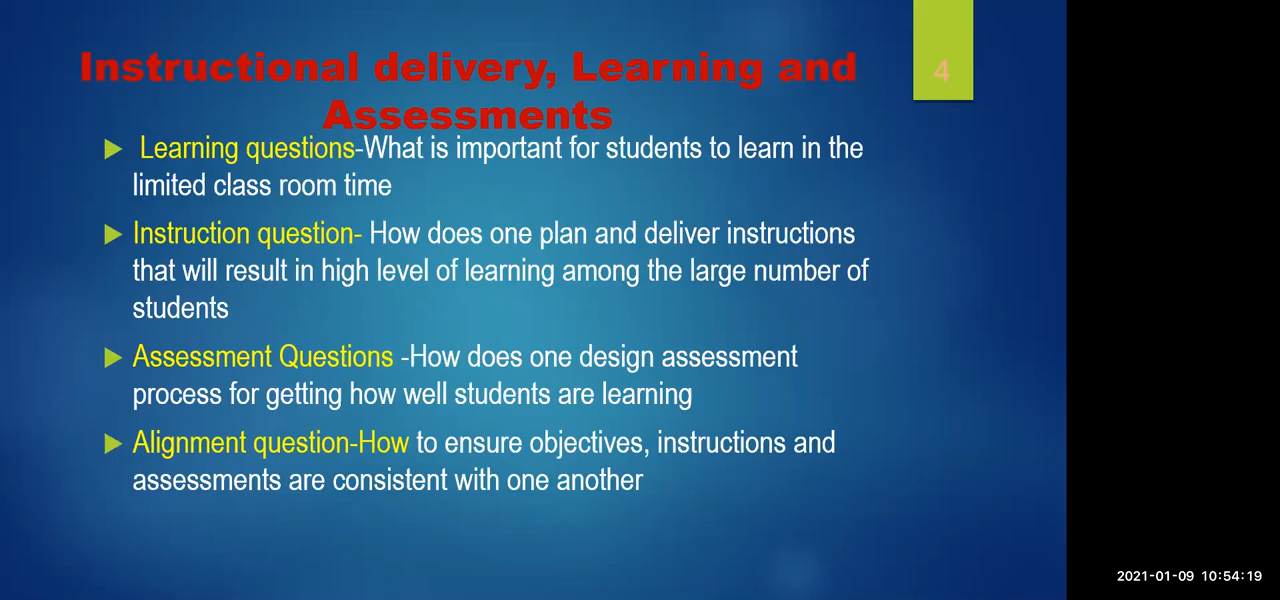 Instructional delivery, Learning and
Assessments
4
Learning questions-What is important for students to learn in the
limited class room time
Instruction question- How does one plan and deliver instructions
that will result in high level of learning among the large number of
students
Assessment Questions -How does one design assessment
process for getting how well students are learning
Alignment question-How to ensure objectives, instructions and
assessments are consistent with one another
2021-01-09 10:54:19